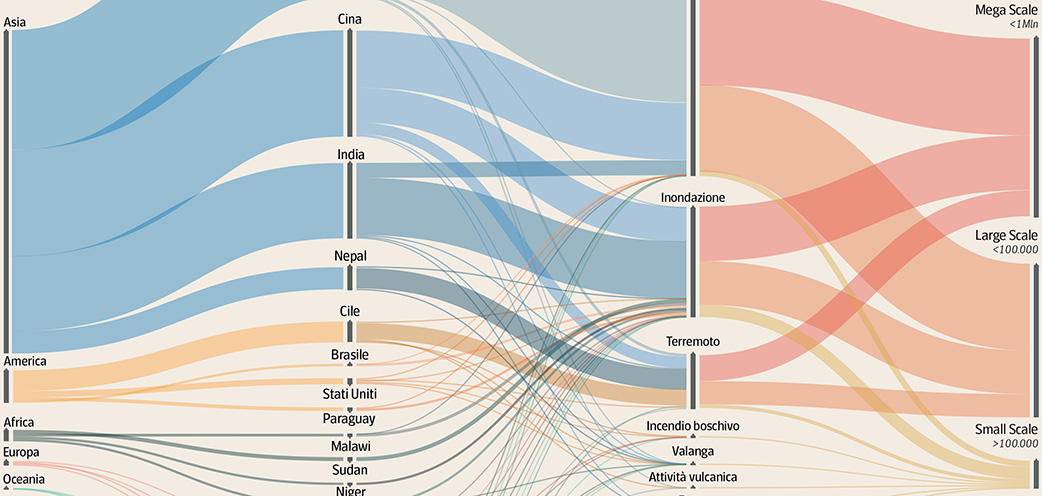 Asia
America
Africa
Europa
Oceania
Cina
India
Nepal
Cile
Brasile
Stati Uniti
Paraguay
Malawi
Sudan
Niger
Inondazione
Terremoto
Incendio boschivo
Valanga
Attività vulcanica
Mega Scale
<1Mln
Large Scale
<100.000
Small Scale
>100.000